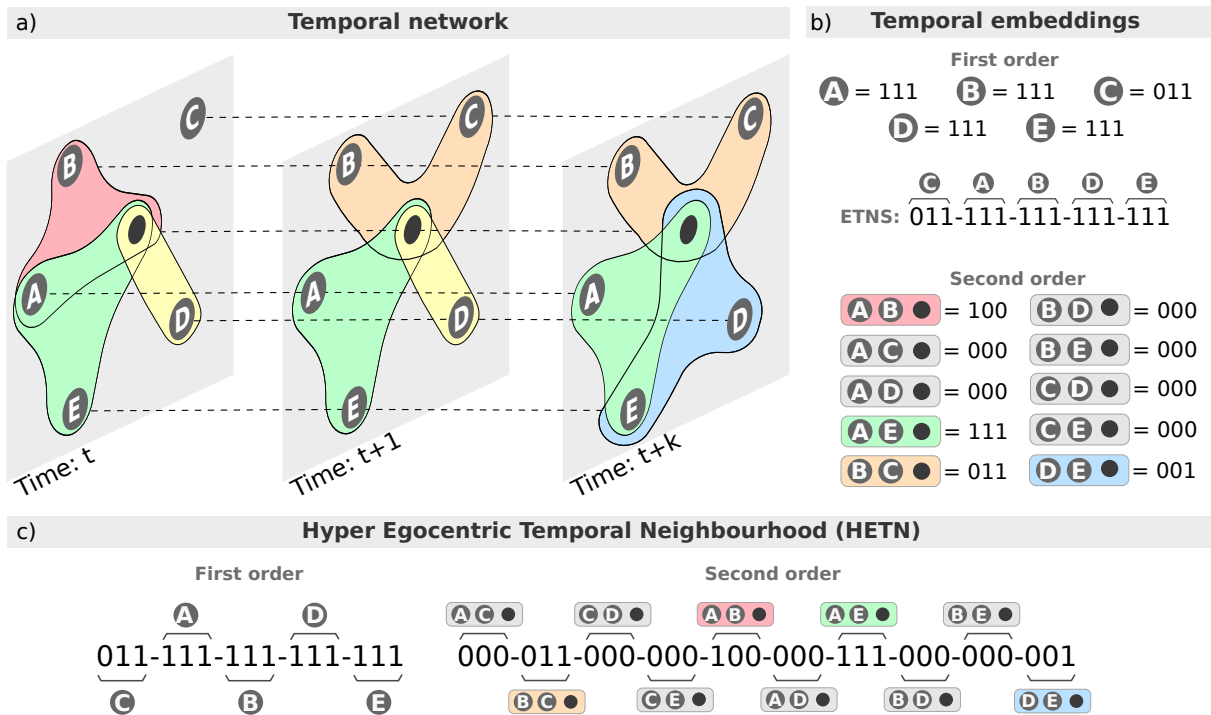 a) Temporal network
C
B
A
D
E
Time: t
C
B
A
D
E
Time: t+1
C
B
A
D
E
Time: t+k
b) Temporal embeddings
First order
A = 111 B = 111 C = 011
D = 111 E = 111
C A B D E
ETNS: 011-111-111-111-111
Second order
A B = 100 B D = 000
A C = 000 B E = 000
A D = 000 C D = 000
A E = 111 C E = 000
B C = 011 D E = 001
c) Hyper Egocentric Temporal Neighbourhood (HETN)
First order
A D
011-111-111-111-111
C B E
Second order
A C C D A B A E B E
000-011-000-000-100-000-111-000-000-001
B C C E A D B D D E